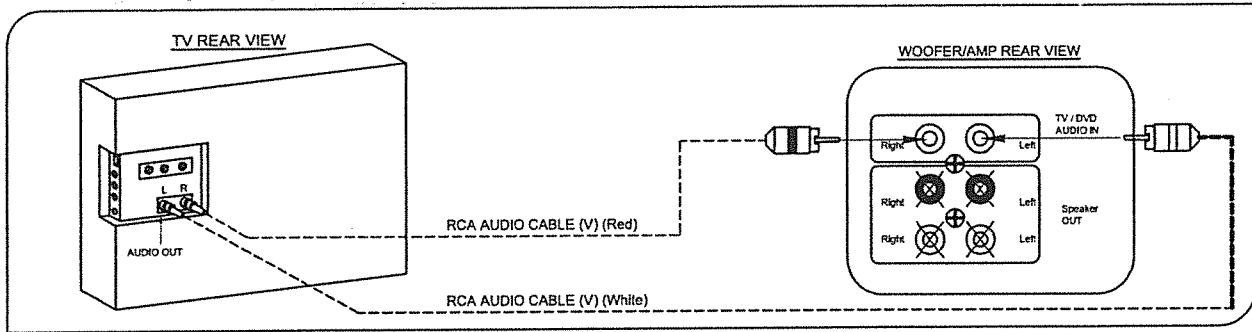 TV REAR VIEW
WOOFER/AMP REAR VIEW
TV / DVD
AUDIO IN
Right
Left
L R
Right
Left
Speaker
OUT
RCA AUDIO CABLE (V) (Red)
Right
Left
AUDIO OUT
RCA AUDIO CABLE (V) (White)